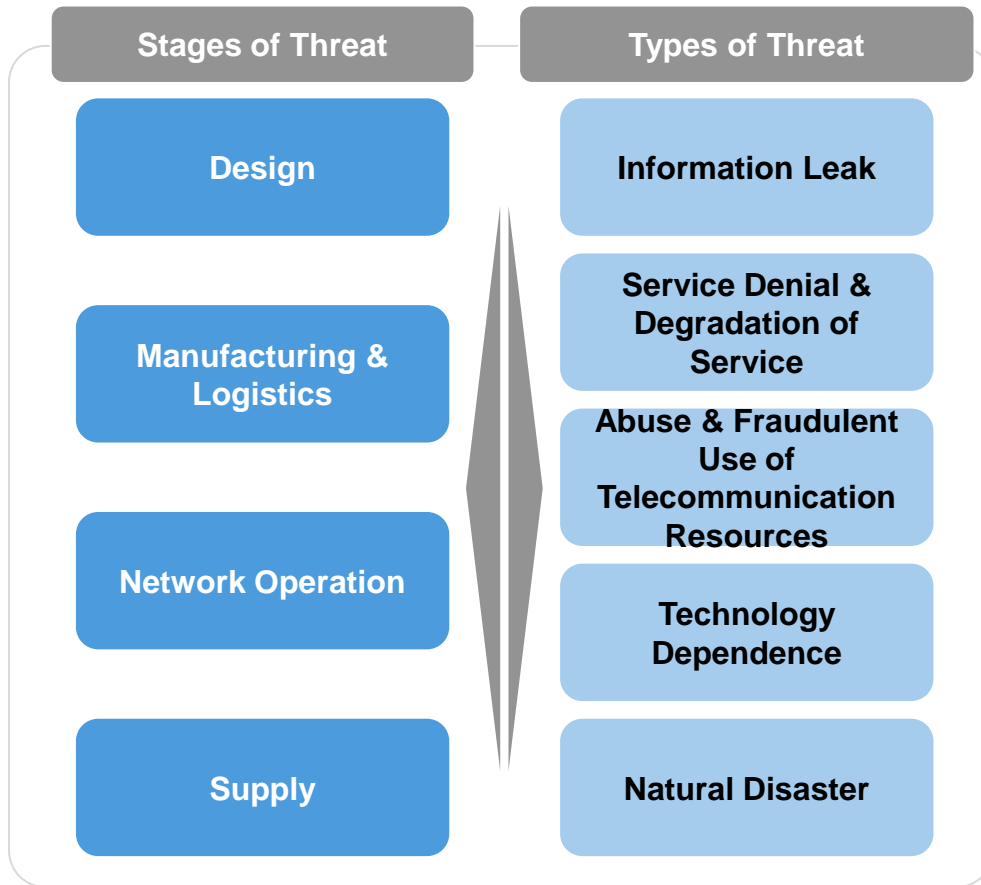 Stages of Threat
Design
Manufacturing &
Logistics
Network Operation
Supply
Types of Threat
Information Leak
Service Denial &
Degradation of
Service
Abuse & Fraudulent
Use of
Telecommunication
Resources
Technology
Dependence
Natural Disaster